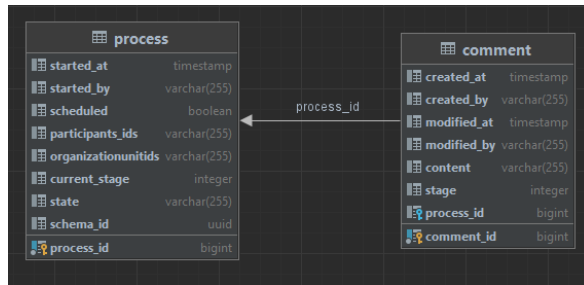 process
started_at timestamp
started_by varchar(255)
scheduled boolean
participants_ids varchar(255)
organizationunitids varchar(255)
current_stage integer
state varchar(255)
schema_id uuid
process_id bigint
process_id
comment
created_at timestamp
created_by varchar(255)
modified_at timestamp
modified_by varchar(255)
content varchar(255)
stage integer
process_id bigint
comment_id bigint